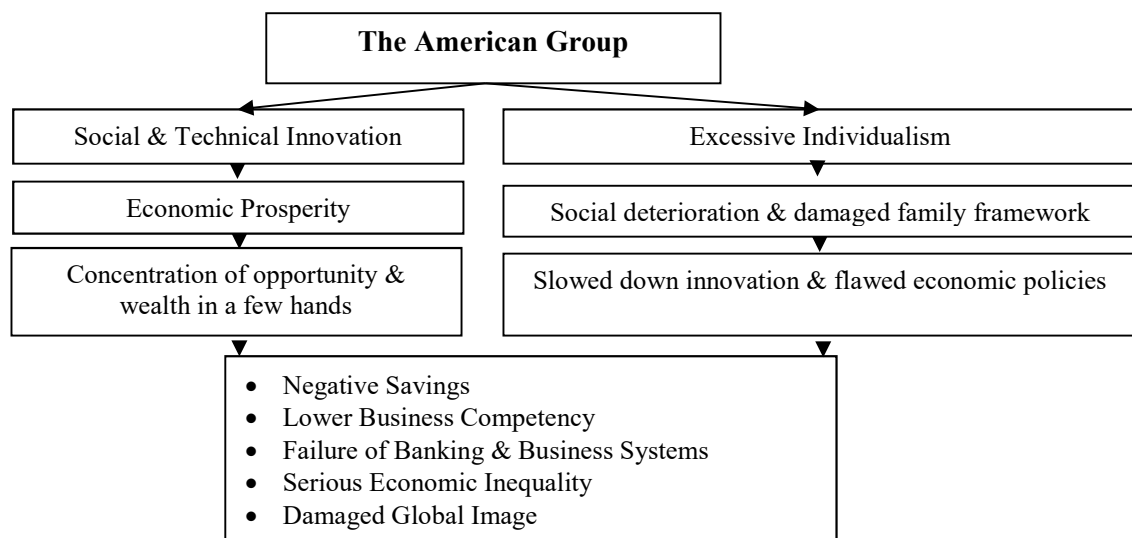 The American Group
Social & Technical Innovation
Excessive Individualism
Economic Prosperity
Social deterioration & damaged family framework
Concentration of opportunity &
wealth in a few hands
Slowed down innovation & flawed economic policies
• Negative Savings
• Lower Business Competency
• Failure of Banking & Business Systems
• Serious Economic Inequality
• Damaged Global Image